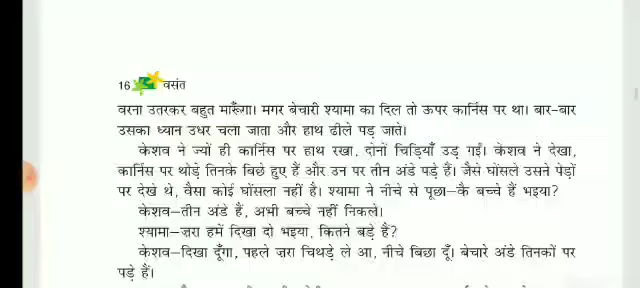 16 वसंत
वरना उतरकर बहुत मारूँगा। मगर बेचारी श्यामा का दिल तो ऊपर कार्निस पर था। बार-बार
उसका ध्यान उधर चला जाता और हाथ ढीले पड़ जाते।
केशव ने ज्यों ही कार्निस पर हाथ रखा, दोनों चिड़ियाँ उड़ गईं। केशव ने देखा,
कार्निस पर थोड़े तिनके बिछे हुए हैं और उन पर तीन अंडे पड़े हैं। जैसे घोंसले उसने पेड़ों
पर देखे थे, वैसा कोई घोंसला नहीं है। श्यामा ने नीचे से पूछा—कै बच्चे हैं भइया?
केशव—तीन अंडे हैं, अभी बच्चे नहीं निकले।
श्यामा—ज़रा हमें दिखा दो भइया, कितने बड़े हैं?
केशव—दिखा दूँगा, पहले ज़रा चिथड़े ले आ, नीचे बिछा दूँ। बेचारे अंडे तिनकों पर
पड़े हैं।